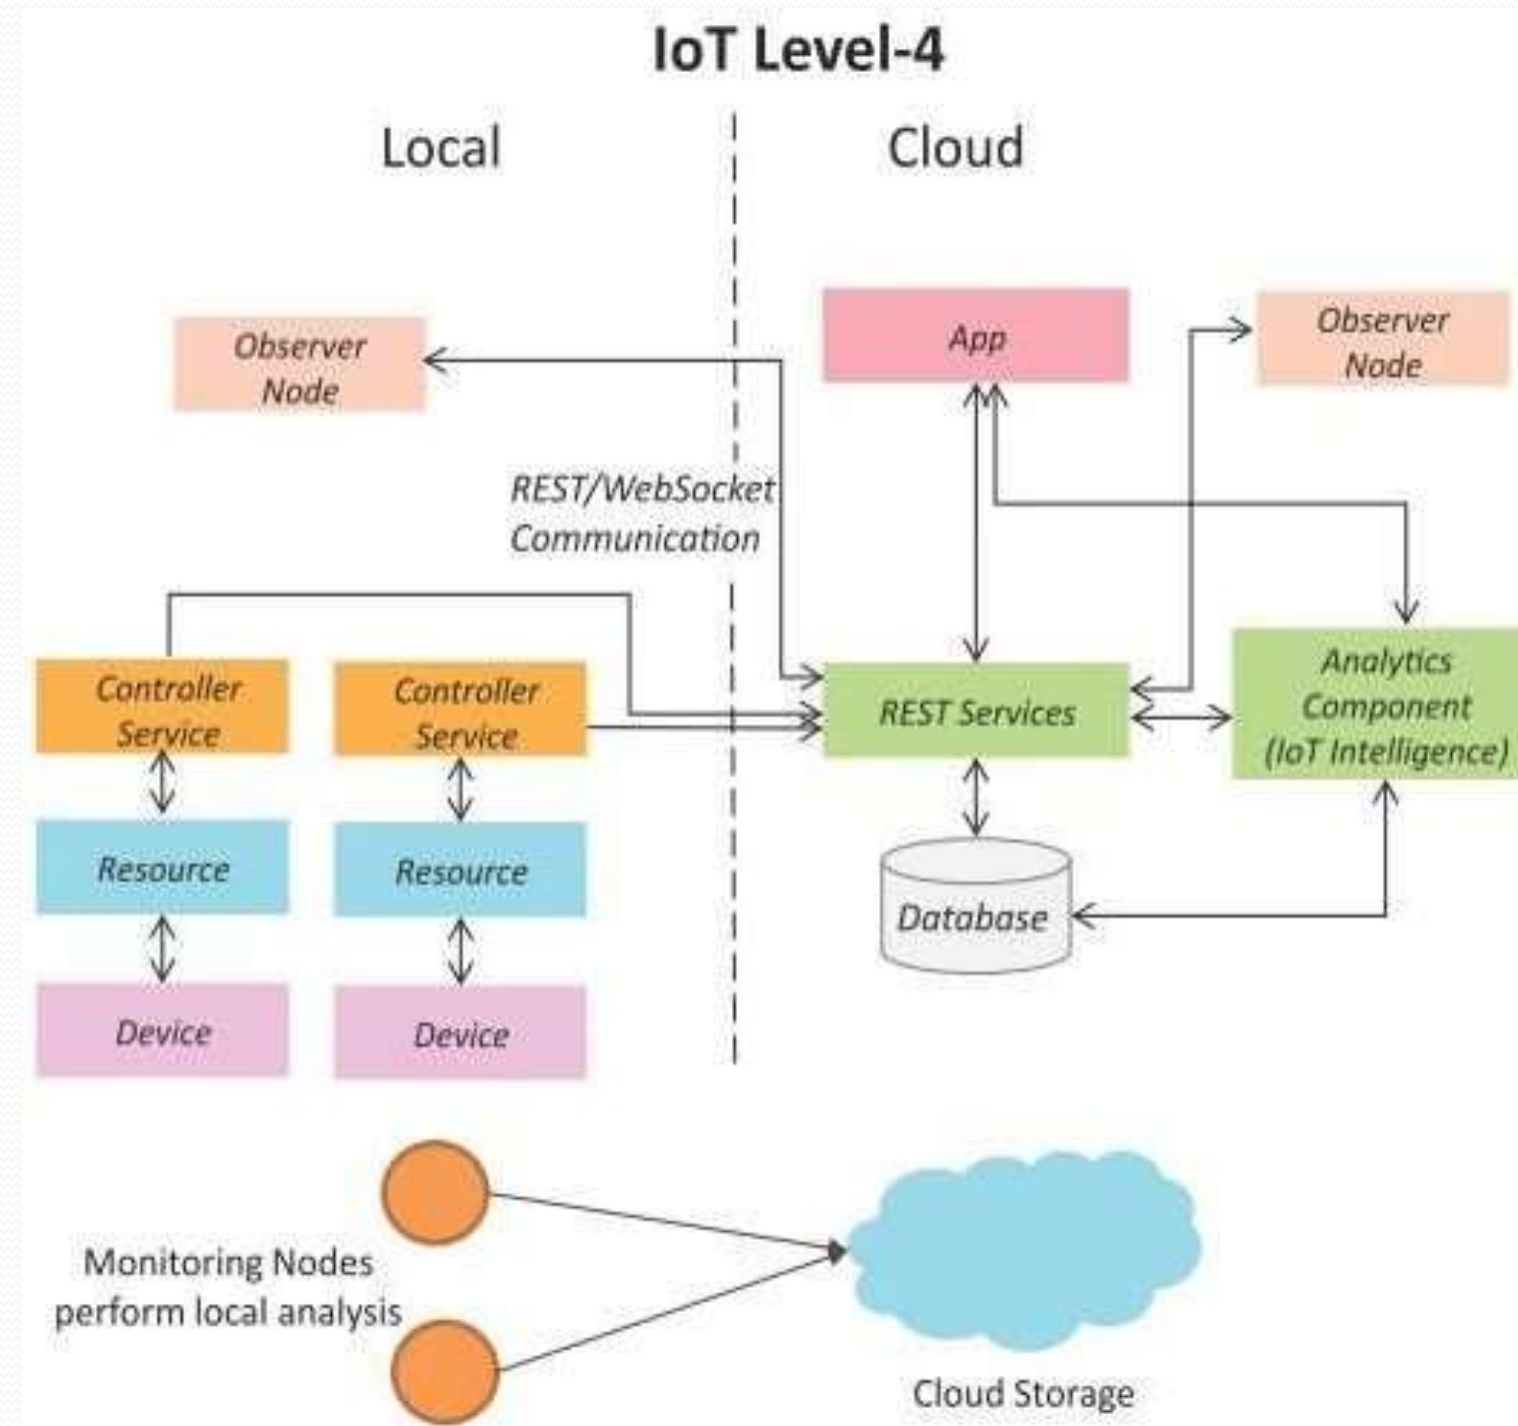 IoT Level-4
Local
Cloud
Observer
Node
App
Observer
Node
REST/WebSocket
Communication
Controller
Service
Controller
Service
REST Services
Analytics
Component
(IoT Intelligence)
Resource
Resource
Database
Device
Device
Monitoring Nodes
perform local analysis
Cloud Storage